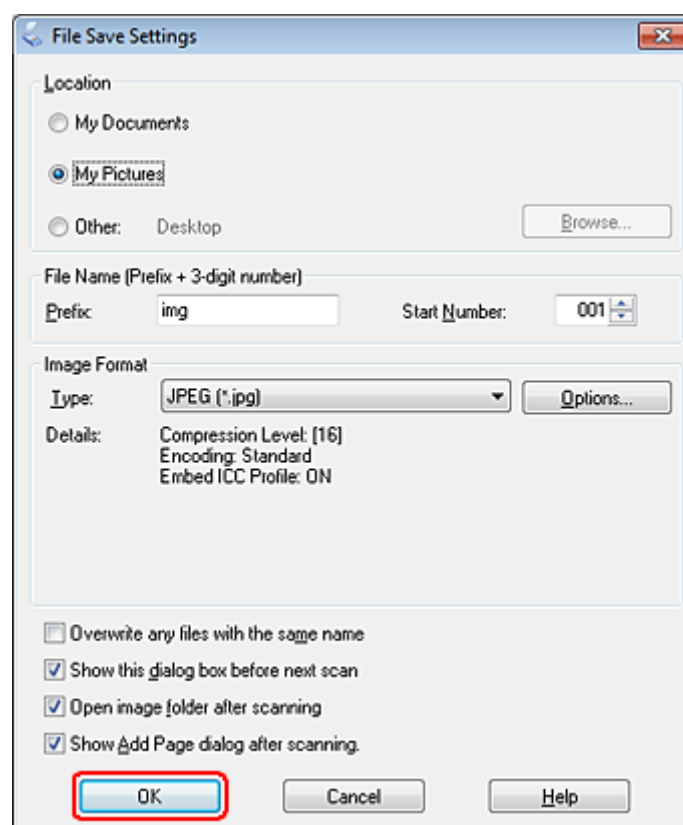 File Save Settings
Location
My Documents
My Pictures
Other: Desktop Browse...
File Name (Prefix + 3-digit number)
Prefix: img Start Number: 001
Image Format
Type: JPEG (*.jpg) Options...
Details: Compression Level: [16]
Encoding: Standard
Embed ICC Profile: ON
Overwrite any files with the same name
Show this dialog box before next scan
Open image folder after scanning
Show Add Page dialog after scanning.
OK Cancel Help